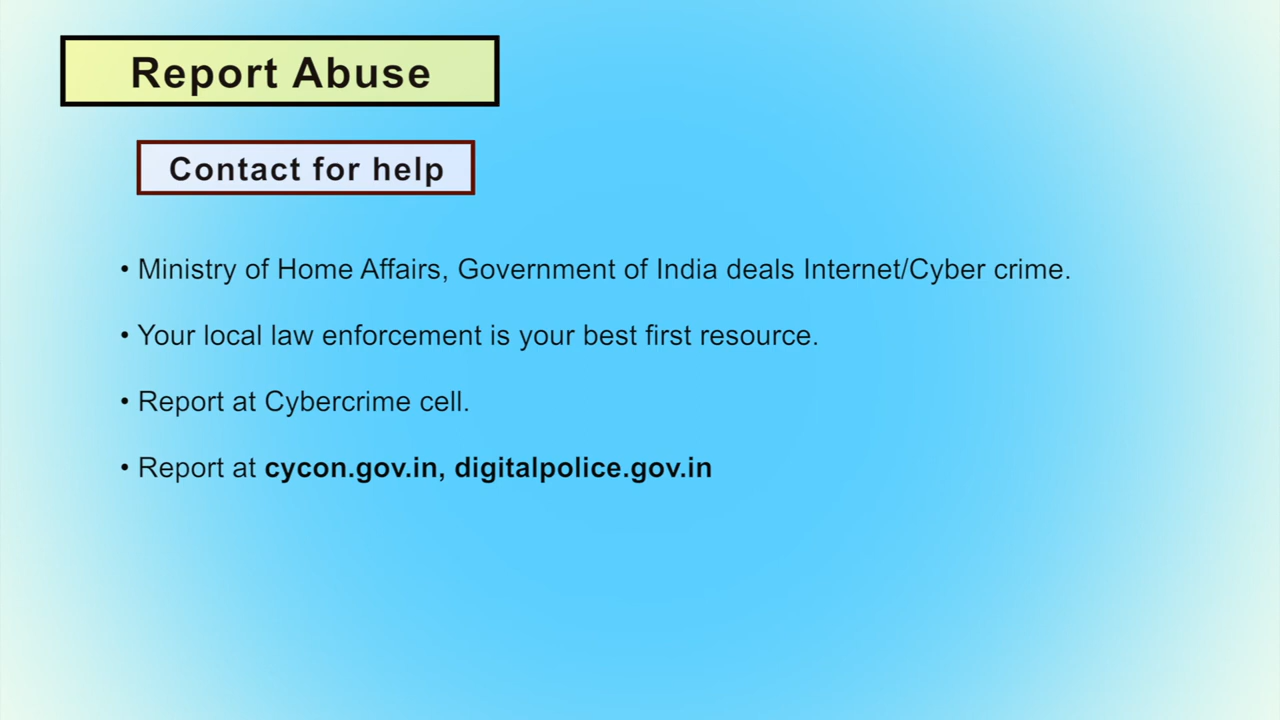 Report Abuse
Contact for help
• Ministry of Home Affairs, Government of India deals Internet/Cyber crime.
• Your local law enforcement is your best first resource.
• Report at Cybercrime cell.
• Report at cycon.gov.in, digitalpolice.gov.in